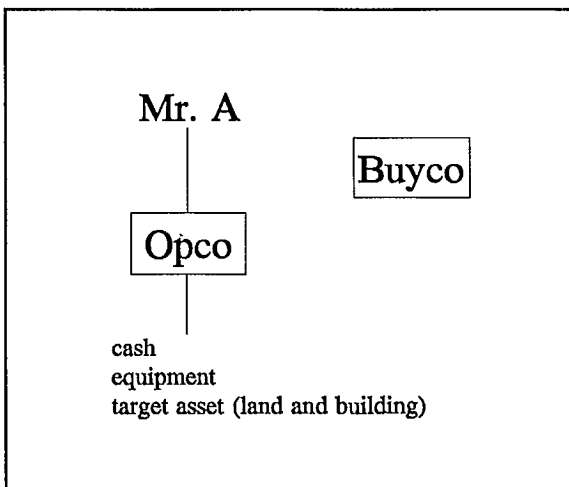 Mr. A
Buyco
Opco
cash
equipment
target asset (land and building)